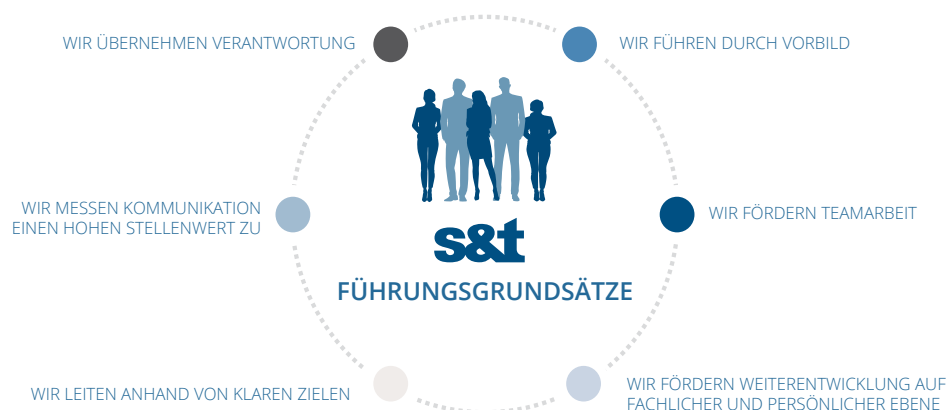 WIR ÜBERNEHMEN VERANTWORTUNG
WIR FÜHREN DURCH VORBILD
WIR MESSEN KOMMUNIKATION
EINEN HOHEN STELLENWERT ZU
WIR FÖRDERN TEAMARBEIT
s&t
FÜHRUNGSGRUNDSÄTZE
WIR LEITEN ANHAND VON KLAREN ZIELEN
WIR FÖRDERN WEITERENTWICKLUNG AUF
FACHLICHER UND PERSÖNLICHER EBENE